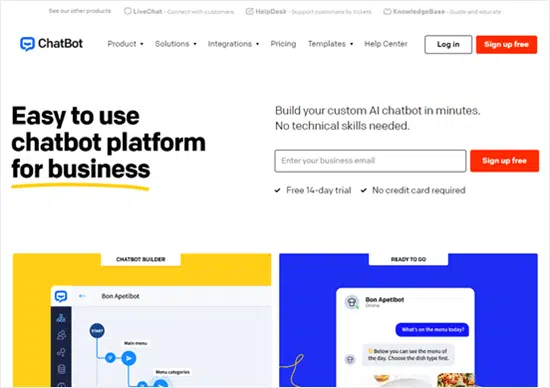 See our other products:
LiveChat - Connect with customers
HelpDesk - Support customers by tickets
KnowledgeBase - Guide and educate
ChatBot
Product
Solutions
Integrations
Pricing
Templates
Help Center
Log in
Sign up free
Easy to use
chatbot platform
for business
Build your custom AI chatbot in minutes.
No technical skills needed.
Enter your business email
Sign up free
Free 14-day trial
No credit card required
CHATBOT BUILDER
Bon Apetibot
START
Main menu
Menu categories
READY TO GO
Bon Apetibot
Online
What's on the menu today?
Below you can see the menu
of the day. Choose the dish type first.